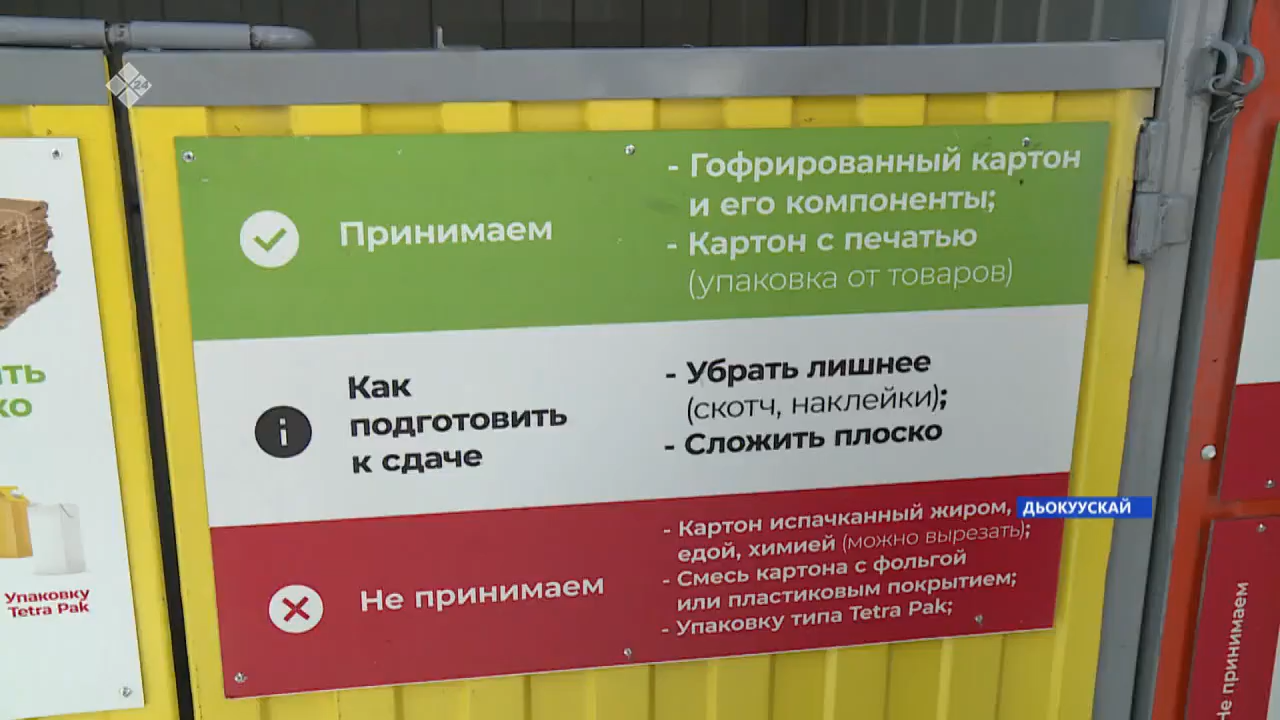 24
Принимаем
- Гофрированный картон
и его компоненты;
- Картон с печатью
(упаковка от товаров)
Как
подготовить
к сдаче
- Убрать лишнее
(скотч, наклейки);
- Сложить плоско
Не принимаем
- Картон испачканный жиром,
едой, химией (можно вырезать);
- Смесь картона с фольгой
или пластиковым покрытием;
- Упаковку типа Tetra Pak;
ДЬОКУУСКАЙ
Упаковку
Tetra Pak
Не принимаем